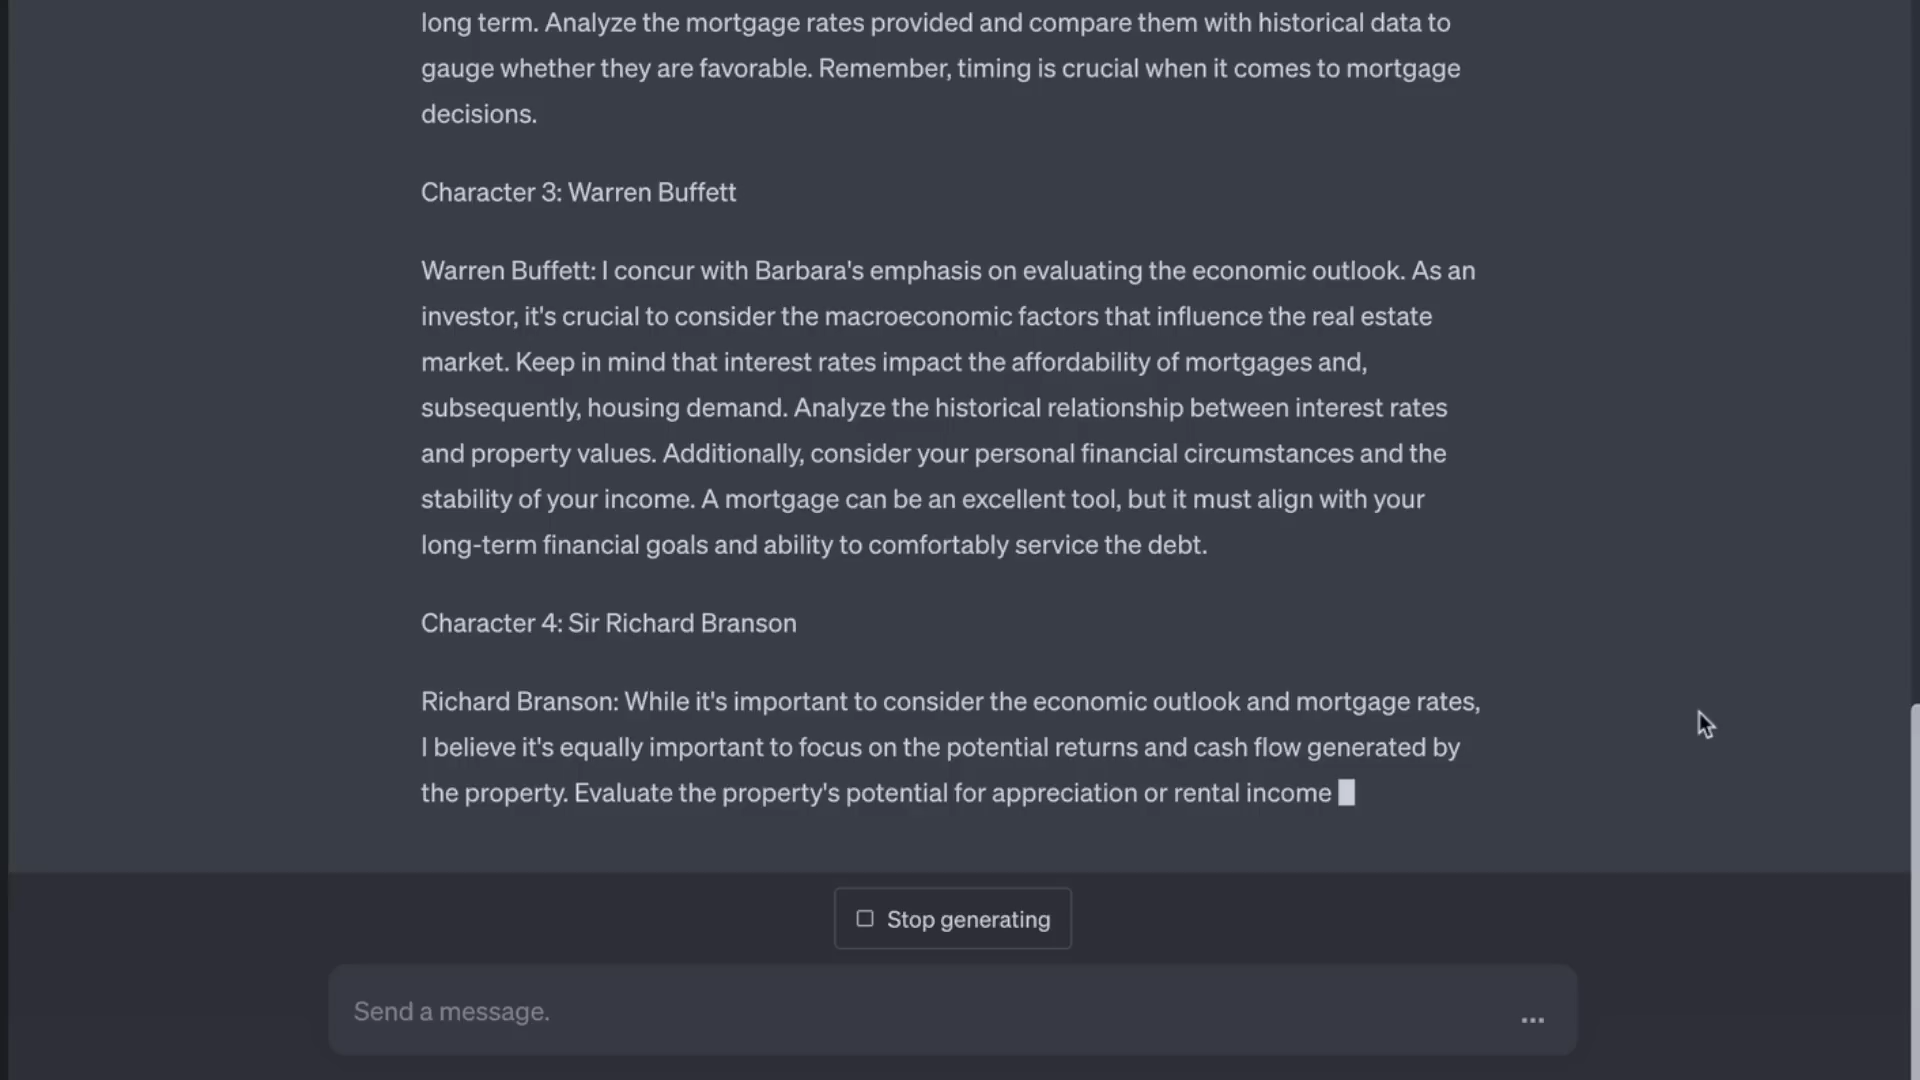 long term. Analyze the mortgage rates provided and compare them with historical data to
gauge whether they are favorable. Remember, timing is crucial when it comes to mortgage
decisions.
Character 3: Warren Buffett
Warren Buffett: I concur with Barbara's emphasis on evaluating the economic outlook. As an
investor, it's crucial to consider the macroeconomic factors that influence the real estate
market. Keep in mind that interest rates impact the affordability of mortgages and,
subsequently, housing demand. Analyze the historical relationship between interest rates
and property values. Additionally, consider your personal financial circumstances and the
stability of your income. A mortgage can be an excellent tool, but it must align with your
long-term financial goals and ability to comfortably service the debt.
Character 4: Sir Richard Branson
Richard Branson: While it's important to consider the economic outlook and mortgage rates,
I believe it's equally important to focus on the potential returns and cash flow generated by
the property. Evaluate the property's potential for appreciation or rental income
Stop generating
Send a message.